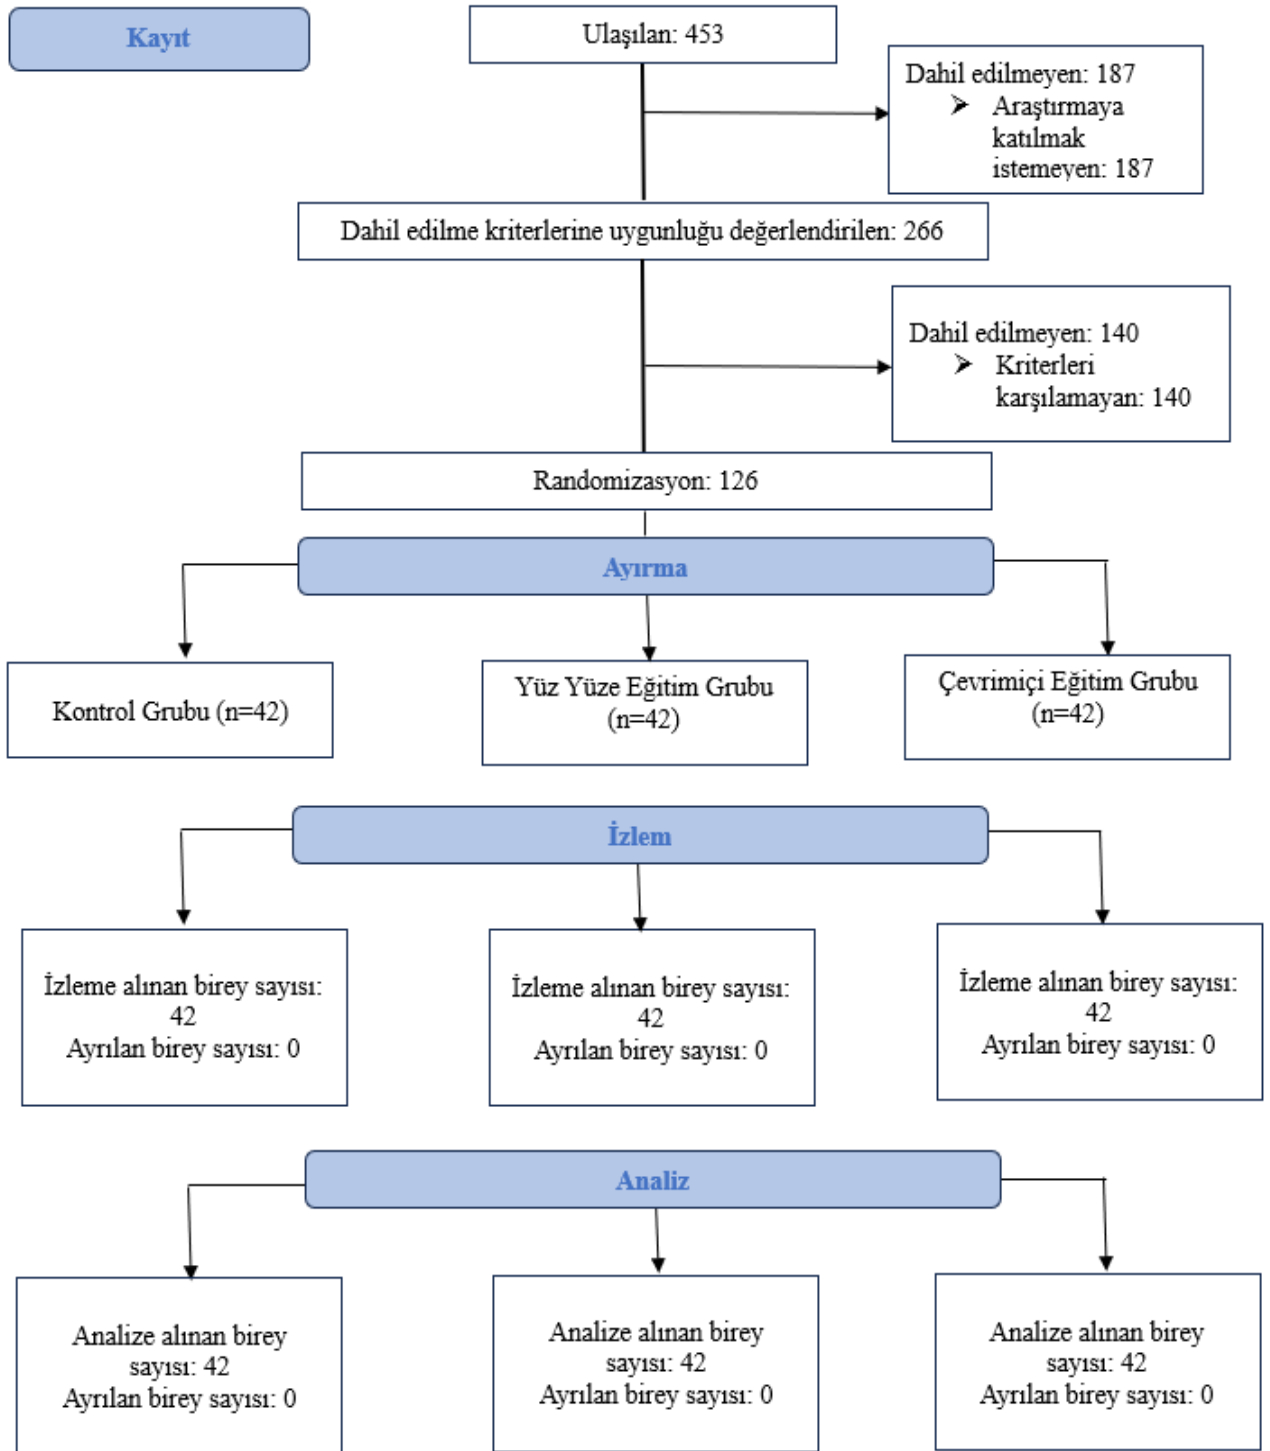 Kayıt
Ulaşılan: 453
Dahil edilmeyen: 187
➢ Araştırmaya
katılmak
istemeyen: 187
Dahil edilme kriterlerine uygunluğu değerlendirilen: 266
Dahil edilmeyen: 140
➢ Kriterleri
karşılamayan: 140
Randomizasyon: 126
Ayırma
Kontrol Grubu (n=42)
Yüz Yüze Eğitim Grubu
(n=42)
Çevrimiçi Eğitim Grubu
(n=42)
İzlem
İzleme alınan birey sayısı:
42
Ayrılan birey sayısı: 0
İzleme alınan birey sayısı:
42
Ayrılan birey sayısı: 0
İzleme alınan birey sayısı:
42
Ayrılan birey sayısı: 0
Analiz
Analize alınan birey
sayısı: 42
Ayrılan birey sayısı: 0
Analize alınan birey
sayısı: 42
Ayrılan birey sayısı: 0
Analize alınan birey
sayısı: 42
Ayrılan birey sayısı: 0